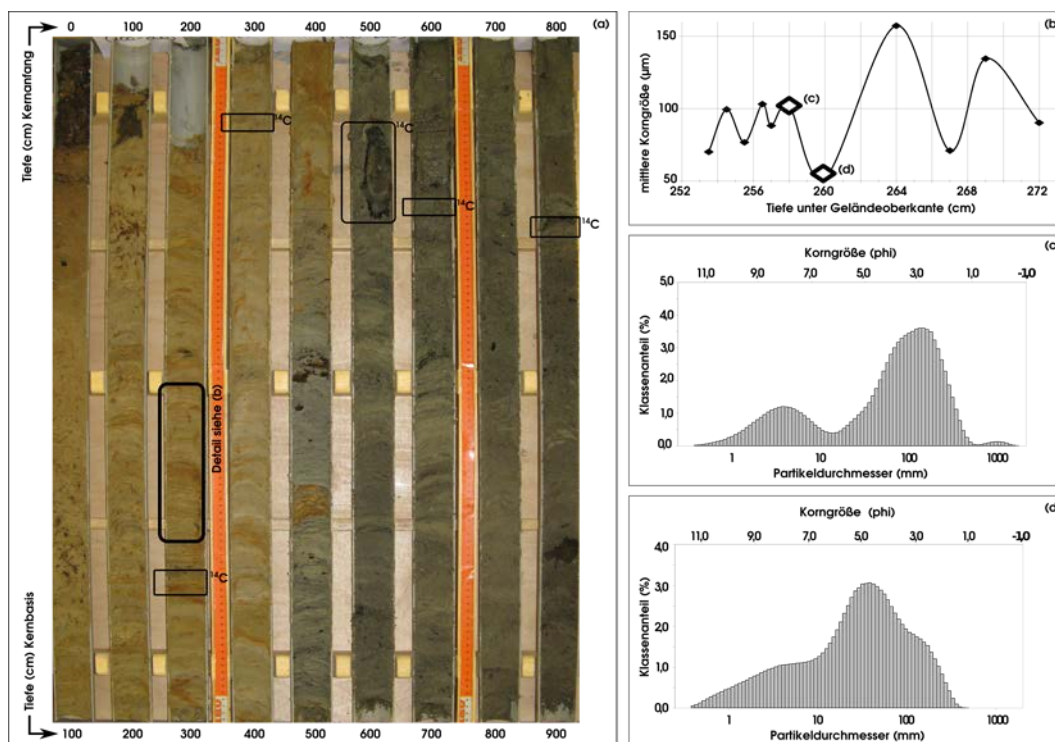 0 100 200 300 400 500 600 700 800 (a)
Tiefe (cm) Kernanfang
14C
14C
14C
14C
Detail siehe (b)
14C
Tiefe (cm) Kernbasis
100 200 300 400 500 600 700 800 900
(b
mittlere Korngröße (µm)
150
100
50
(c)
(d)
252 256 260 264 268 272
Tiefe unter Geländeoberkante (cm)
(c
Korngröße (phi)
11,0 9,0 7,0 5,0 3,0 1,0 -1,0
Klassenanteil (%)
5,0
4,0
3,0
2,0
1,0
0,0
1 10 100 1000
Partikeldurchmesser (mm)
(d
Korngröße (phi)
11,0 9,0 7,0 5,0 3,0 1,0 -1,0
Klassenanteil (%)
4,0
3,0
2,0
1,0
0,0
1 10 100 1000
Partikeldurchmesser (mm)